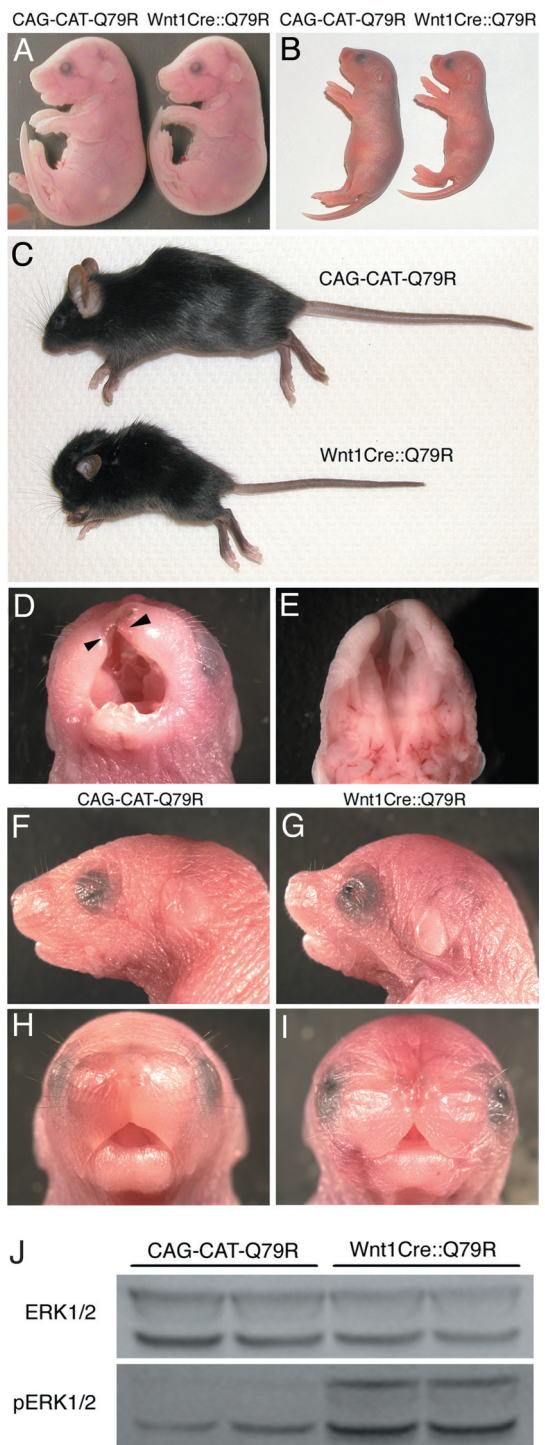 CAG-CAT-Q79R Wnt1Cre::Q79R CAG-CAT-Q79R Wnt1Cre::Q79R
A B
C
CAG-CAT-Q79R
Wnt1Cre::Q79R
D E
CAG-CAT-Q79R Wnt1Cre::Q79R
F G
H I
J CAG-CAT-Q79R Wnt1Cre::Q79R
ERK1/2
pERK1/2